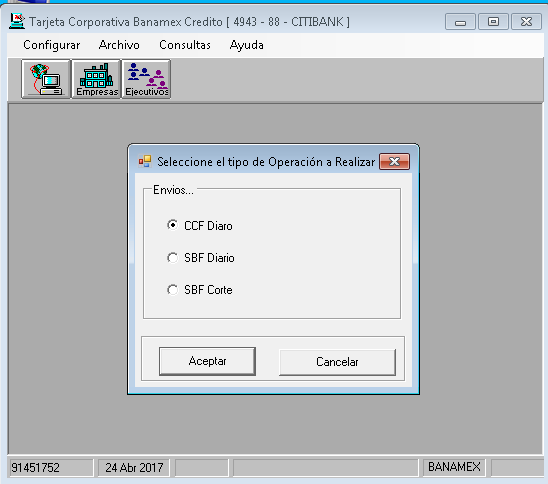 Tarjeta Corporativa Banamex Credito [ 4943 - 88 - CITIBANK ]
Configurar Archivo Consultas Ayuda
Empresas Ejecutivos
Seleccione el tipo de Operación a Realizar
Envios...
CCF Diaro
SBF Diario
SBF Corte
Aceptar Cancelar
91451752 24 Abr 2017 BANAMEX